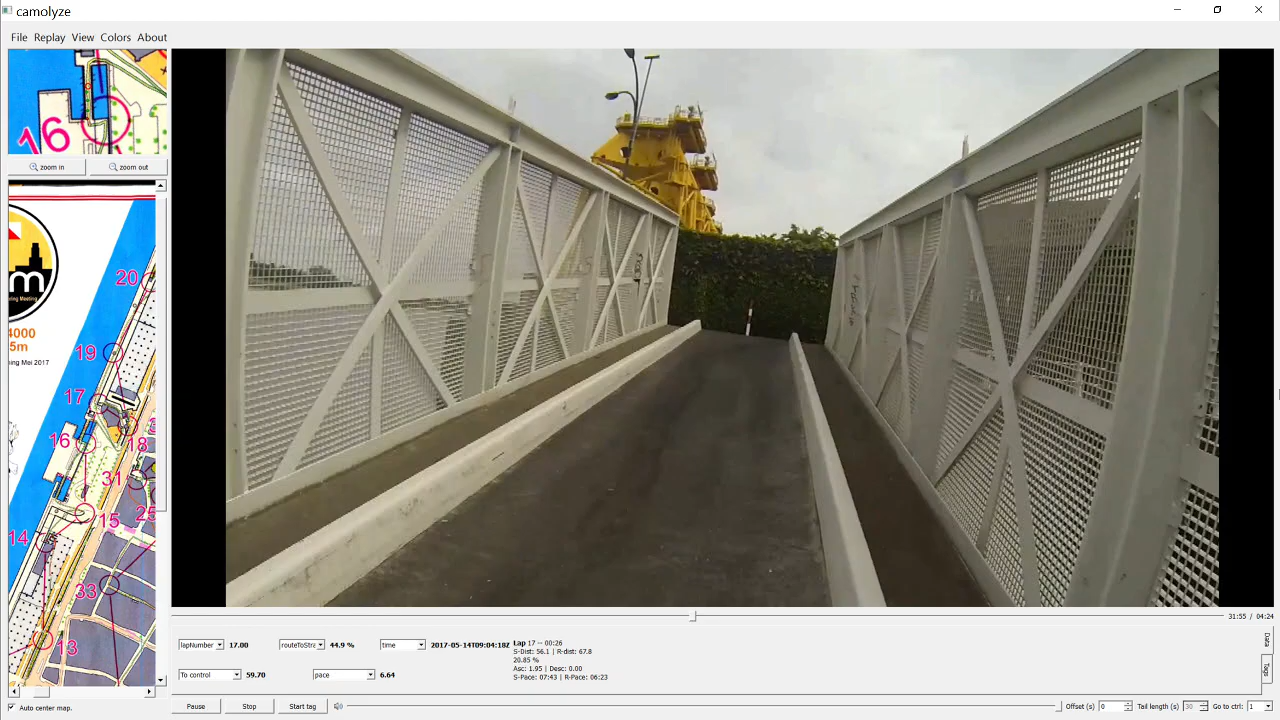 camolyze
File Replay View Colors About
16
zoom in zoom out
20
4000
5m
19
17
16
18
31
15
25
14
33
13
31:55 / 04:24
lapNumber 17.00 routeToStra 44.9 % time 2017-05-14T09:04:18Z
Lap 17 -- 00:26
S-Dist: 56.1 | R-dist: 67.8
20.85 %
Asc: 1.95 | Desc: 0.00
S-Pace: 07:43 | R-Pace: 06:23
To control 59.70 pace 6.64
Data
Tags
Auto center map.
Pause Stop Start tag Offset (s) 0 Tail length (s) 30 Go to ctrl: 1